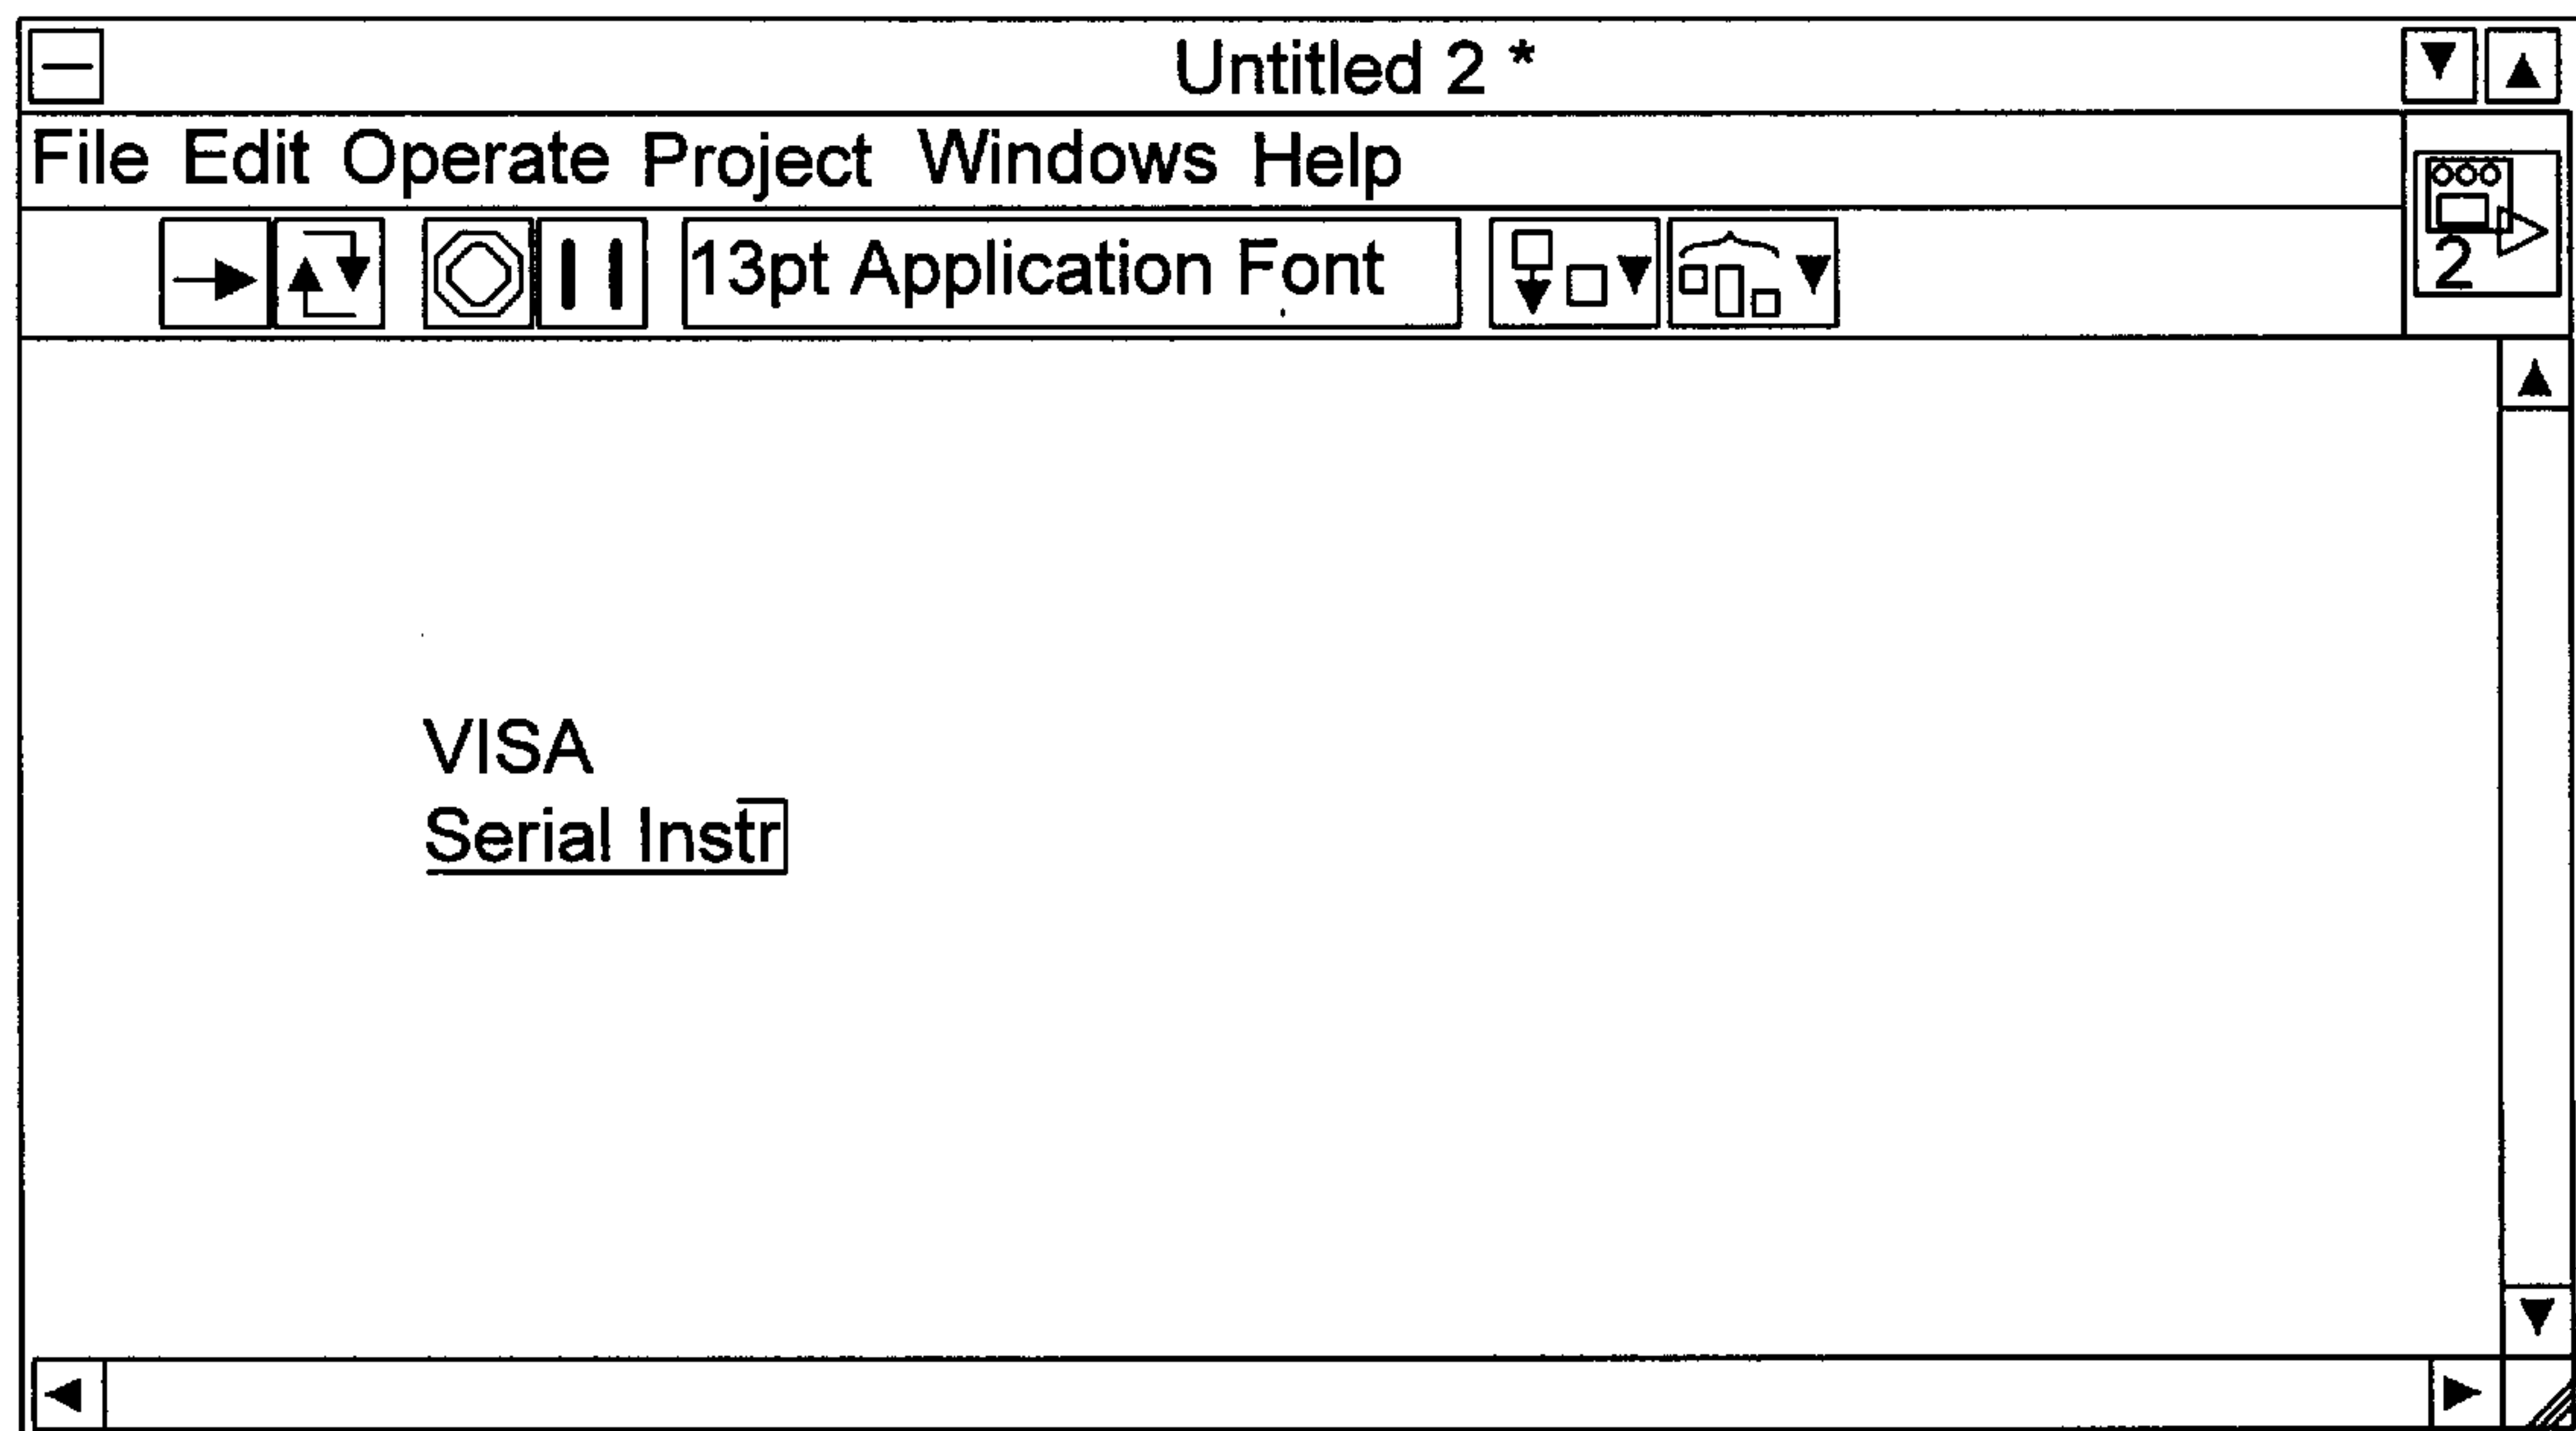 Untitled 2 *
File Edit Operate Project Windows Help
13pt Application Font
2
VISA
Serial Instr